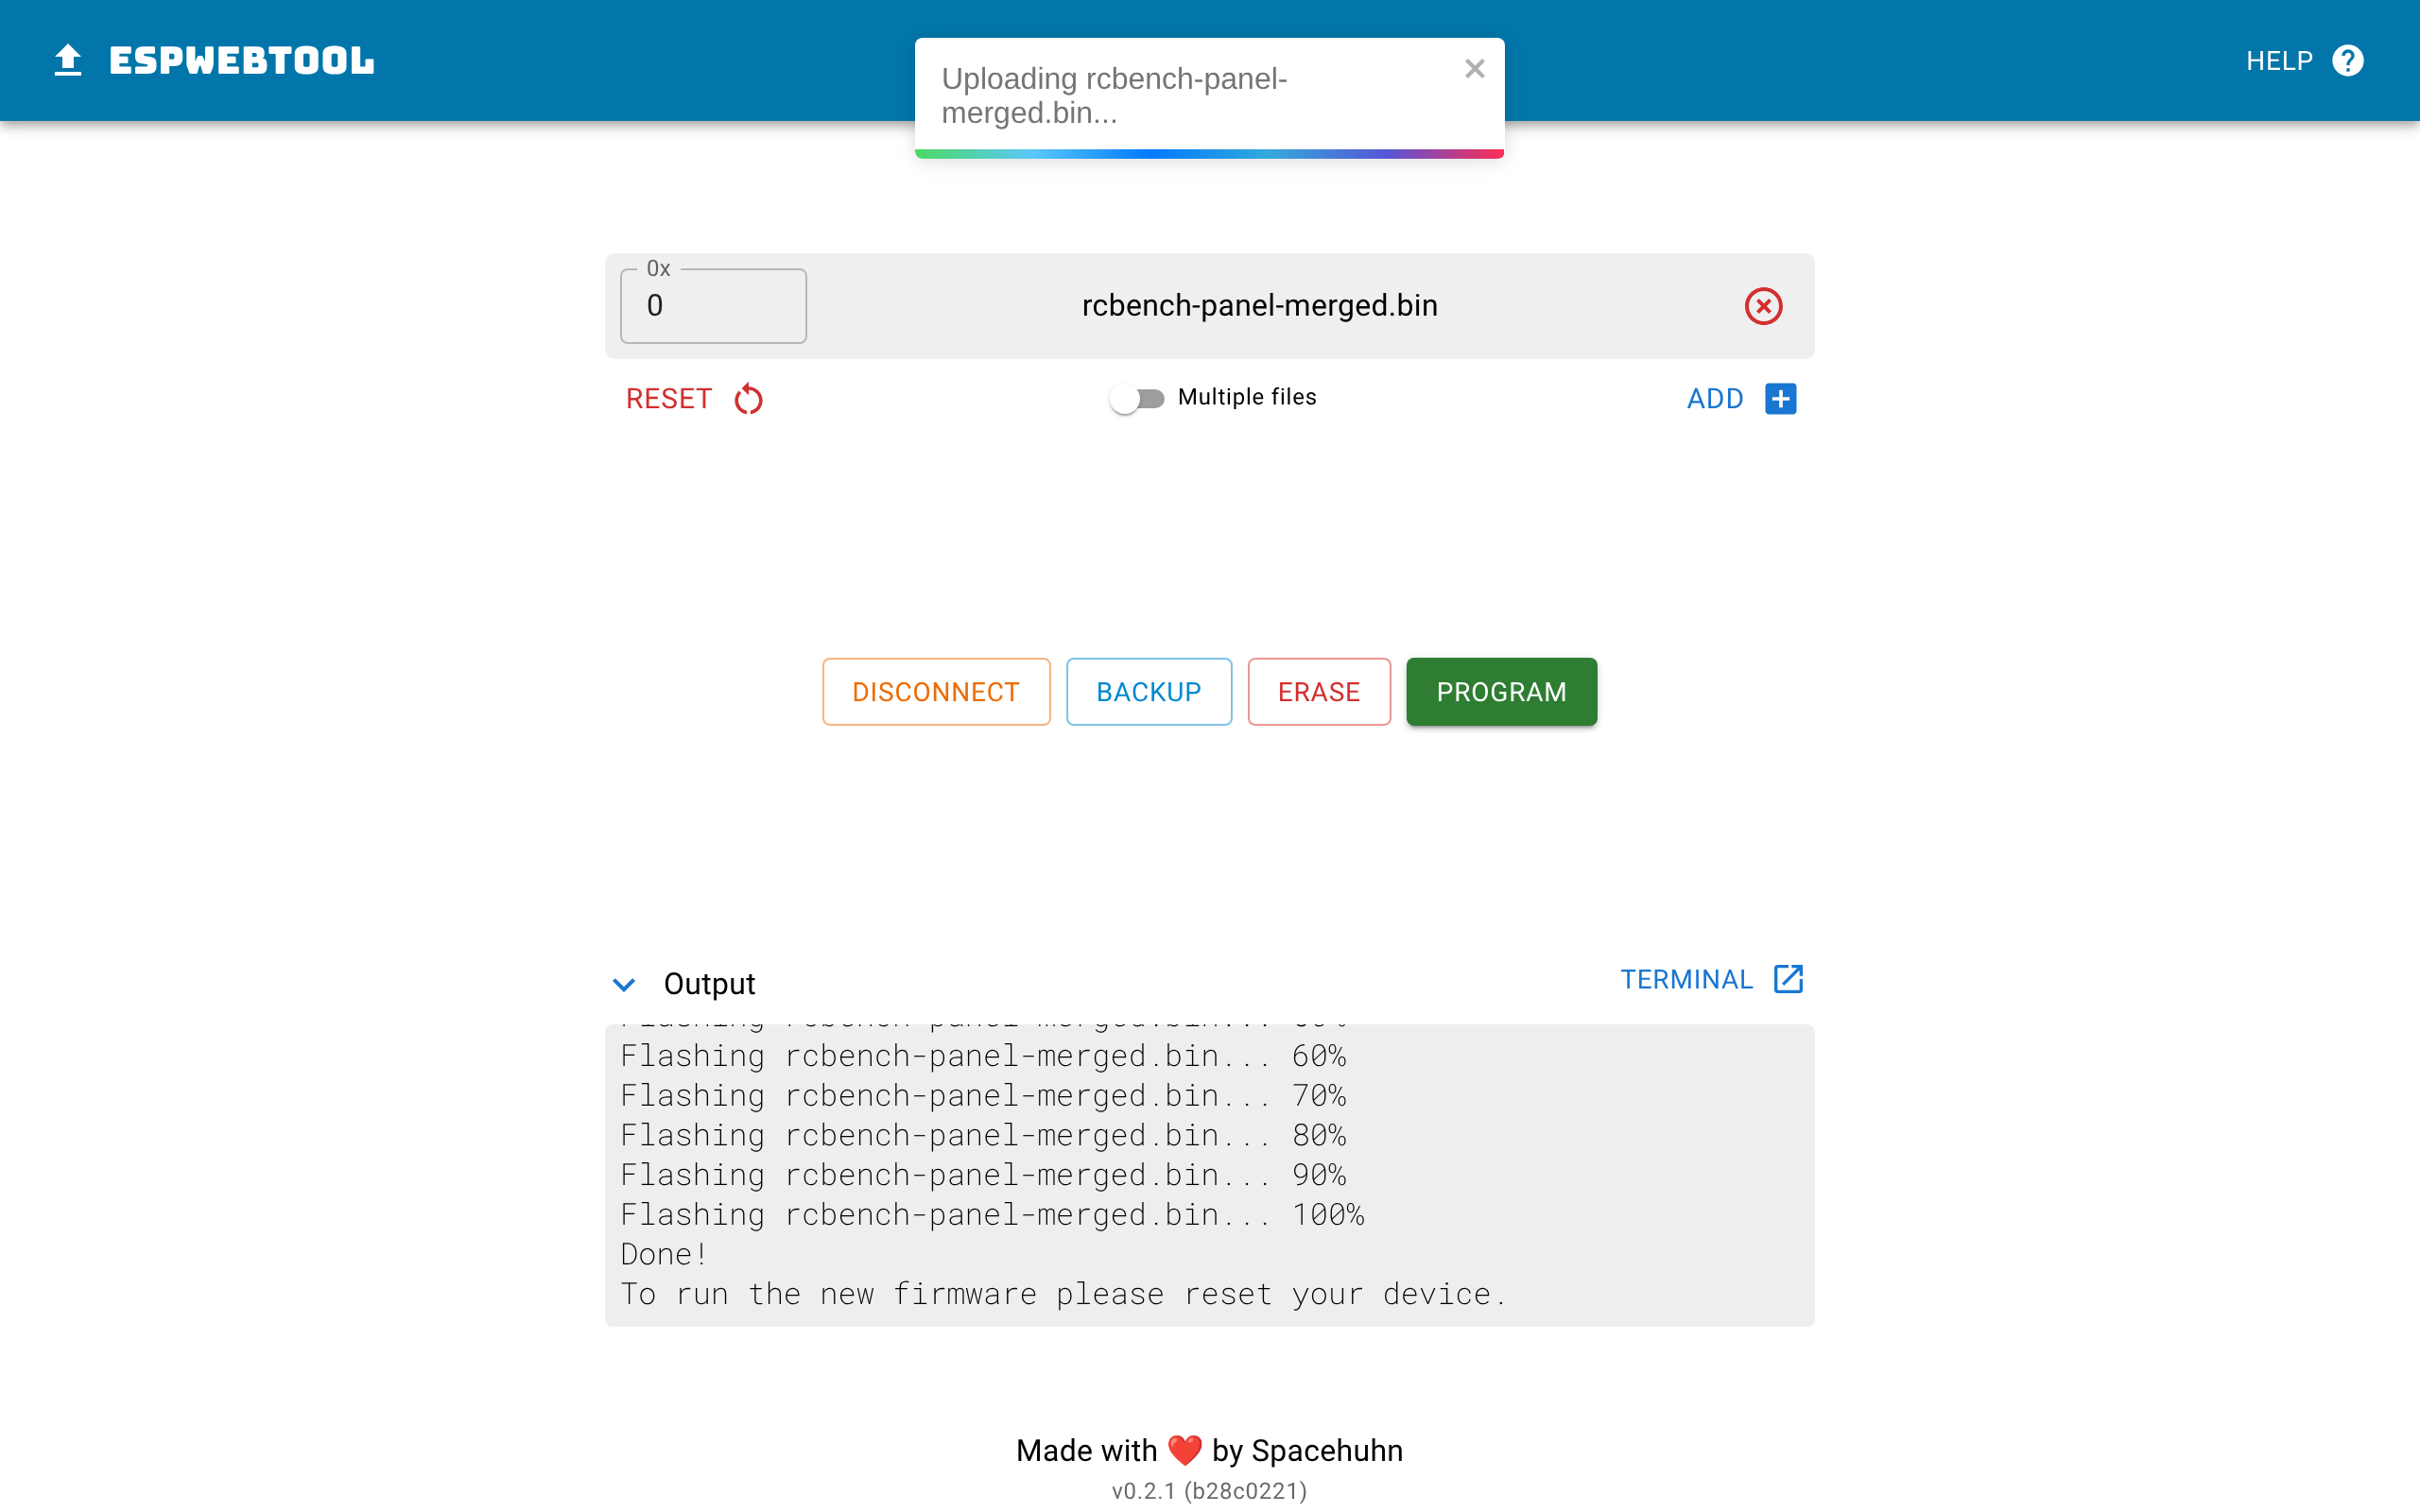 ESPWEBTOOL
Uploading rcbench-panel-
merged.bin...
HELP
0x
0
rcbench-panel-merged.bin
RESET
Multiple files
ADD
DISCONNECT
BACKUP
ERASE
PROGRAM
Output
TERMINAL
Flashing rcbench-panel-merged.bin... 60%
Flashing rcbench-panel-merged.bin... 70%
Flashing rcbench-panel-merged.bin... 80%
Flashing rcbench-panel-merged.bin... 90%
Flashing rcbench-panel-merged.bin... 100%
Done!
To run the new firmware please reset your device.
Made with ❤️ by Spacehuhn
v0.2.1 (b28c0221)